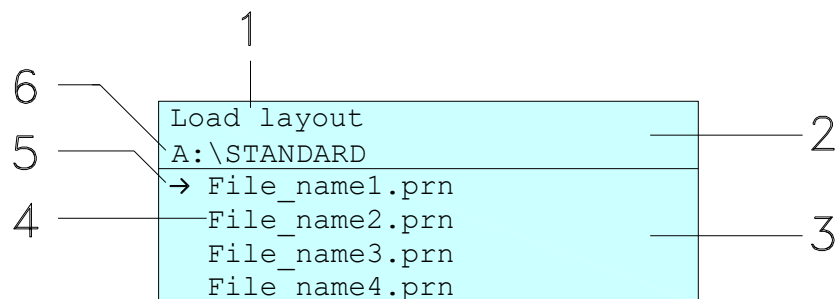 1
6
Load layout
2
A:\STANDARD
5
→ File_name1.prn
4
File_name2.prn
3
File_name3.prn
File_name4.prn